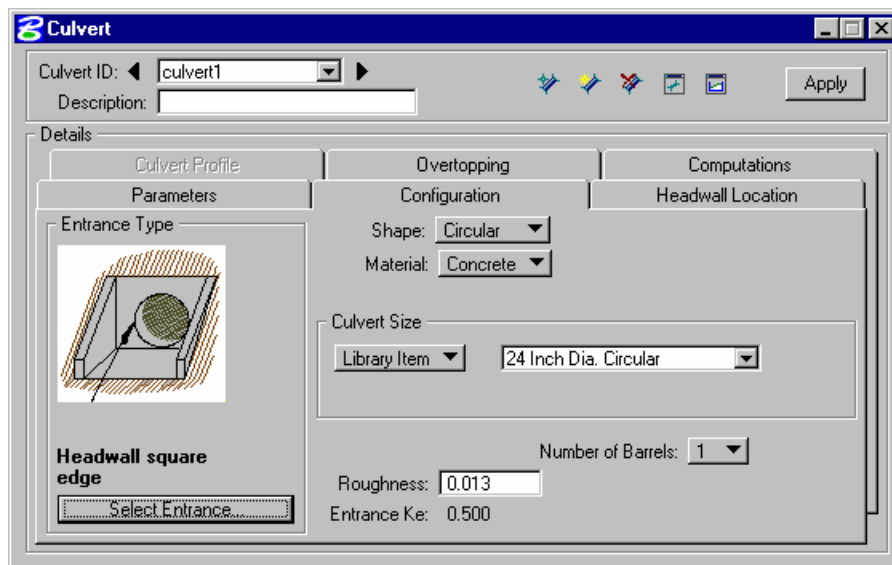 Culvert
Culvert ID: culvert1
Description:
Apply
Details
Culvert Profile Overtopping Computations
Parameters Configuration Headwall Location
Entrance Type
Shape: Circular
Material: Concrete
Culvert Size
Library Item 24 Inch Dia. Circular
Number of Barrels: 1
Headwall square
edge
Roughness: 0.013
Select Entrance...
Entrance Ke: 0.500